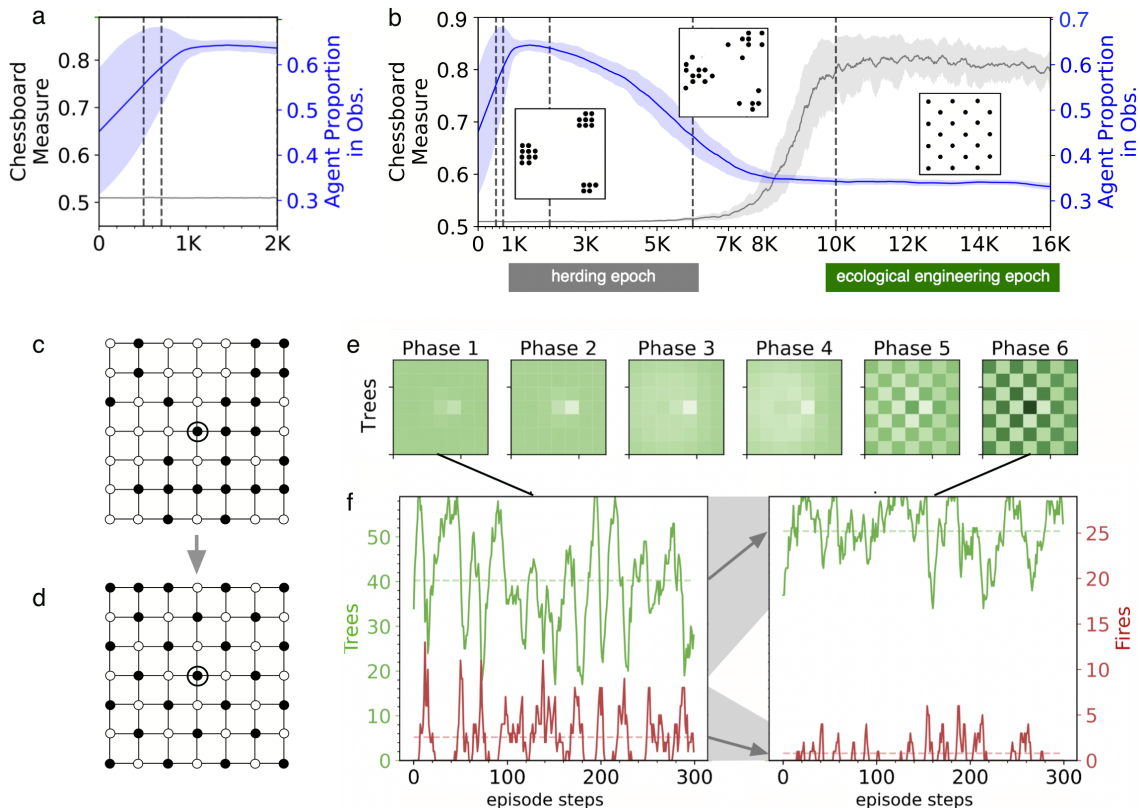 a
0.9
0.8
0.7
0.6
0.5
Chessboard
Measure
0.6
0.5
0.4
0.3
Agent Proportion
in Obs.
0
1K
2K
b
0.9
0.8
0.7
0.6
0.5
Chessboard
Measure
0.7
0.6
0.5
0.4
0.3
Agent Proportion
in Obs.
0
1K
3K
5K
7K
8K
10K
12K
14K
16K
herding epoch
ecological engineering epoch
c
d
e
Phase 1
Phase 2
Phase 3
Phase 4
Phase 5
Phase 6
Trees
f
50
40
30
20
10
0
Trees
0
100
200
300
episode steps
0
100
200
300
episode steps
25
20
15
10
5
0
Fires